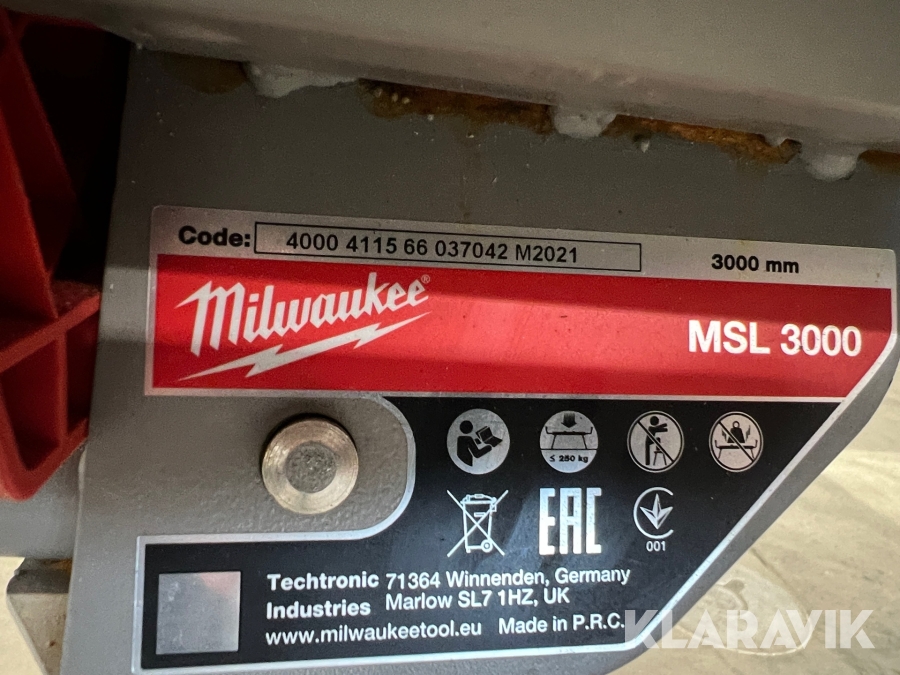 Code: 4000 4115 66 037042 M2021
3000 mm
Milwaukee®
MSL 3000
≤ 250 kg
EAC
001
Techtronic Industries
71364 Winnenden, Germany
Marlow SL7 1HZ, UK
www.milwaukeetool.eu Made in P.R.C.
KLARAVIK